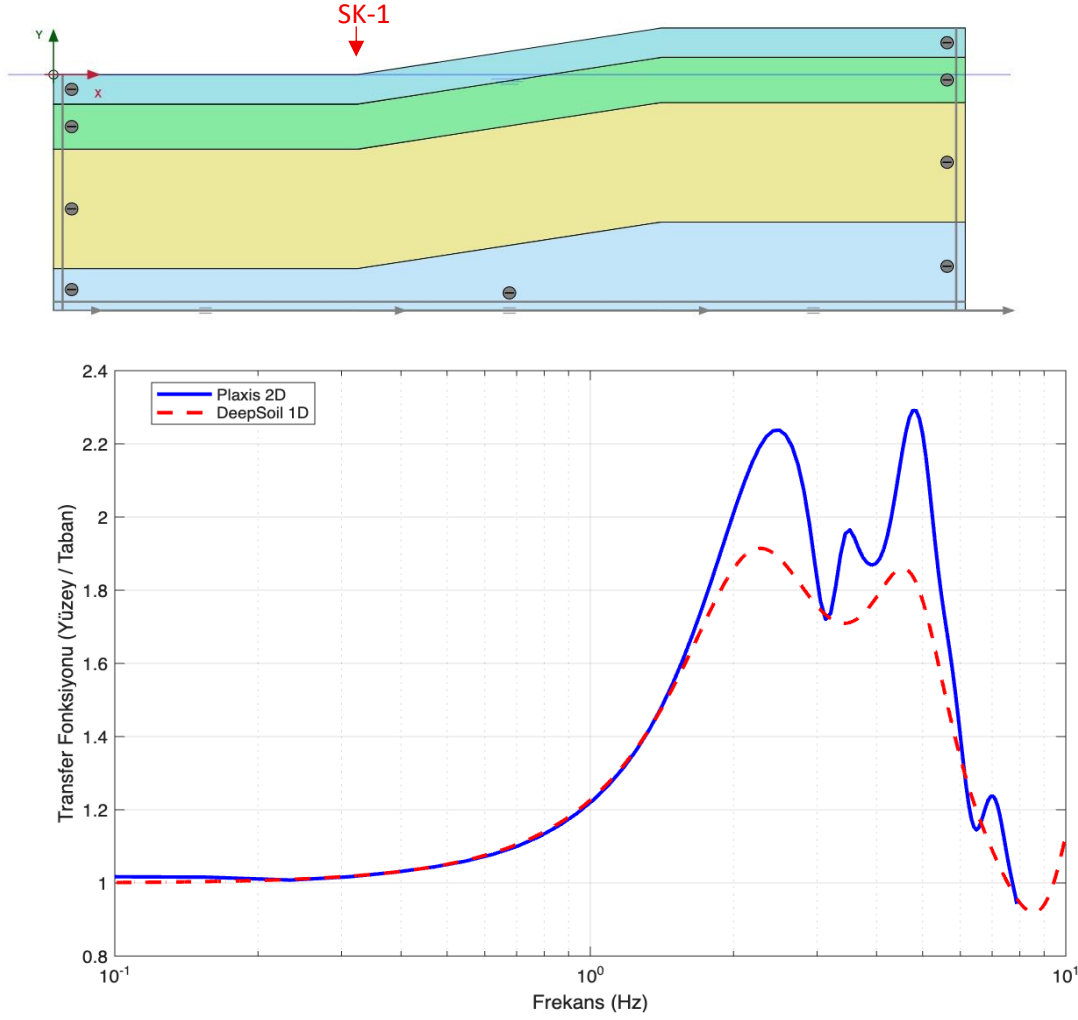 SK-1
Y
X
2.4
2.2
2
1.8
1.6
1.4
1.2
1
0.8
Transfer Fonksiyonu (Yüzey / Taban)
Plaxis 2D
DeepSoil 1D
10⁻¹
10⁰
10¹
Frekans (Hz)